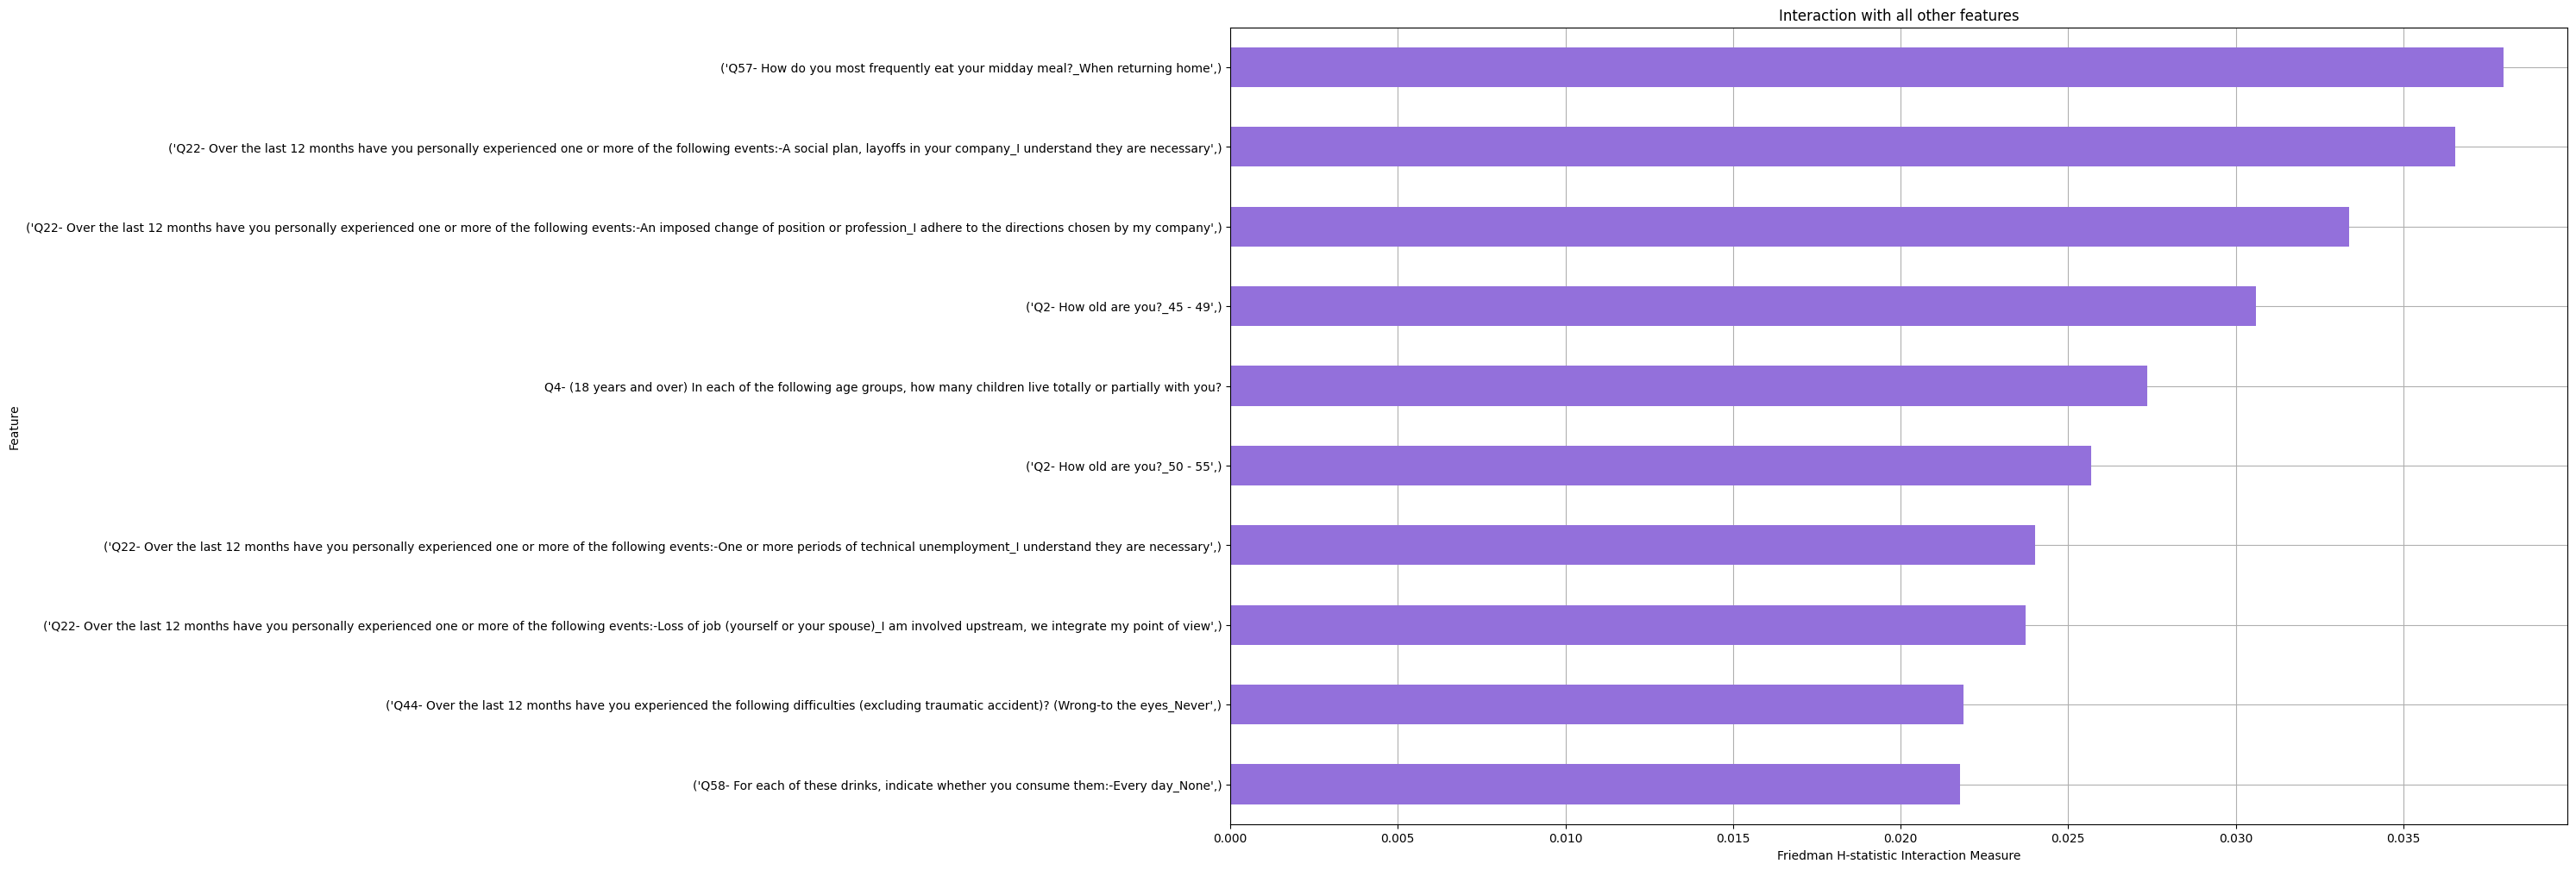 Interaction with all other features
('Q57- How do you most frequently eat your midday meal?_When returning home',)
('Q22- Over the last 12 months have you personally experienced one or more of the following events:-A social plan, layoffs in your company_I understand they are necessary',)
('Q22- Over the last 12 months have you personally experienced one or more of the following events:-An imposed change of position or profession_I adhere to the directions chosen by my company',)
('Q2- How old are you?_45 - 49',)
Q4- (18 years and over) In each of the following age groups, how many children live totally or partially with you?
('Q2- How old are you?_50 - 55',)
('Q22- Over the last 12 months have you personally experienced one or more of the following events:-One or more periods of technical unemployment_I understand they are necessary',)
('Q22- Over the last 12 months have you personally experienced one or more of the following events:-Loss of job (yourself or your spouse)_I am involved upstream, we integrate my point of view',)
('Q44- Over the last 12 months have you experienced the following difficulties (excluding traumatic accident)? (Wrong-to the eyes_Never',)
('Q58- For each of these drinks, indicate whether you consume them:-Every day_None',)
Feature
0.000 0.005 0.010 0.015 0.020 0.025 0.030 0.035
Friedman H-statistic Interaction Measure